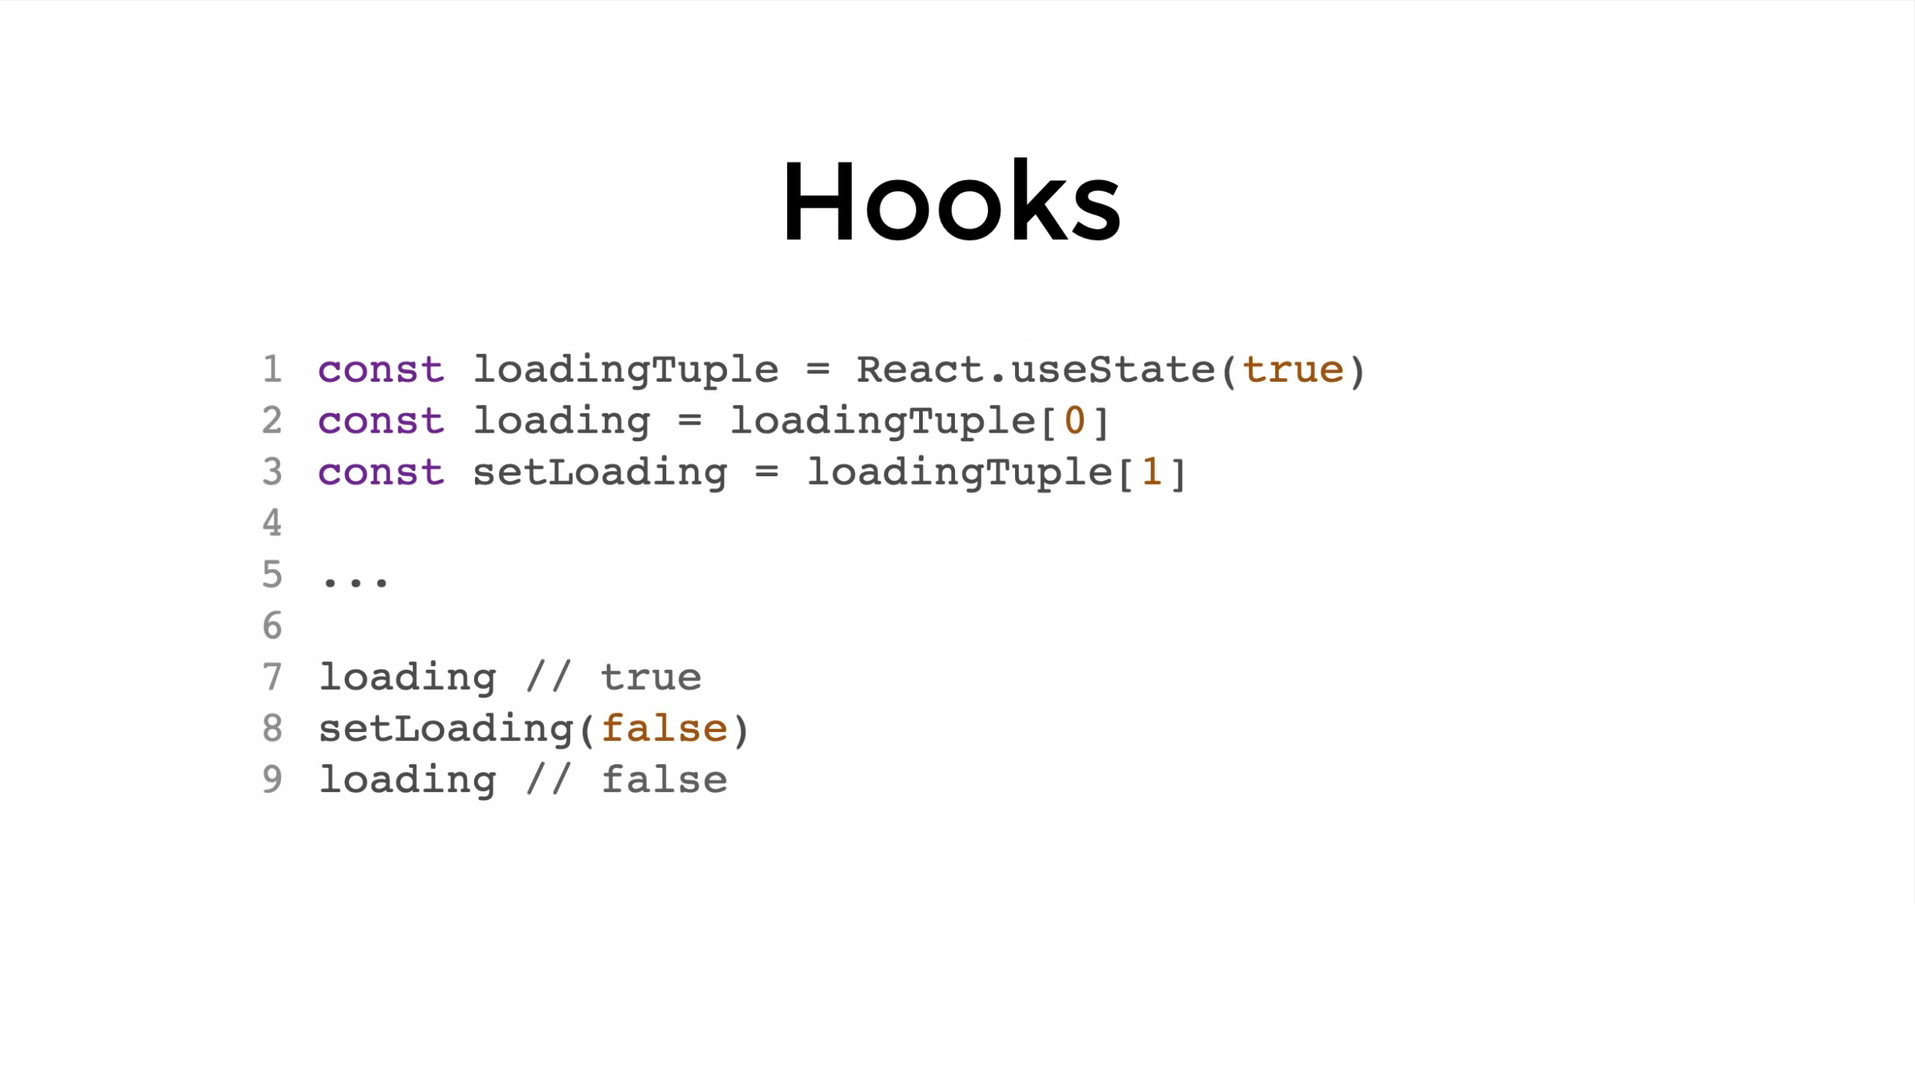 Hooks
1 const loadingTuple = React.useState(true)
2 const loading = loadingTuple[0]
3 const setLoading = loadingTuple[1]
4
5 ...
6
7 loading // true
8 setLoading(false)
9 loading // false